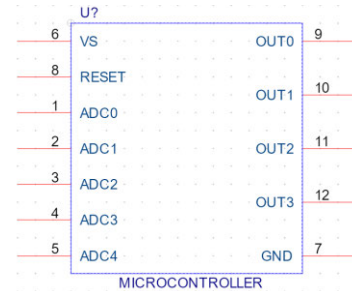 U?
6 VS OUT0 9
8 RESET
OUT1 10
1 ADC0
2 ADC1 OUT2 11
3 ADC2
OUT3 12
4 ADC3
5 ADC4 GND 7
MICROCONTROLLER